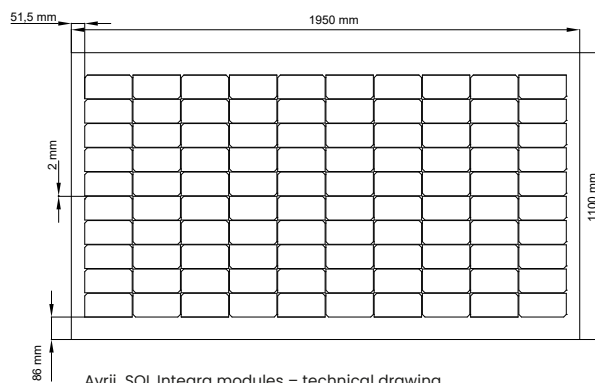 51,5 mm
1950 mm
2 mm
1100 mm
86 mm
Avrii, SOL Integra modules – technical drawing